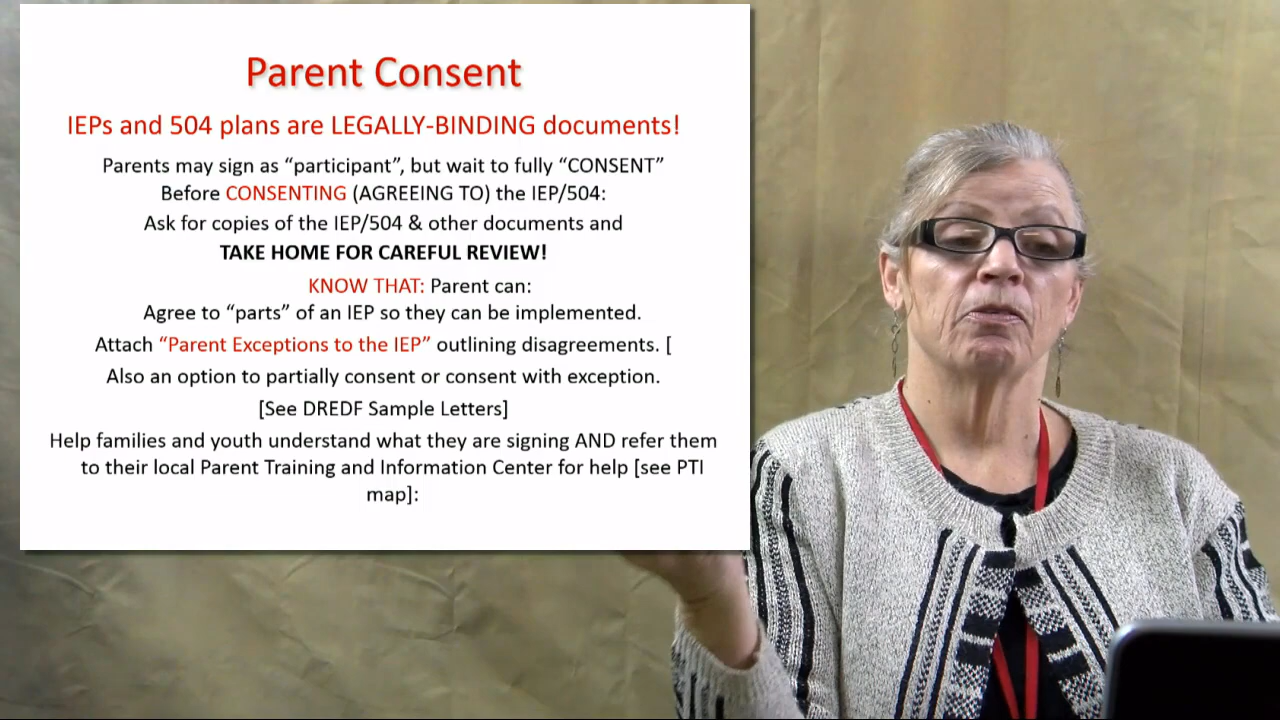 Parent Consent
IEPs and 504 plans are LEGALLY-BINDING documents!
Parents may sign as “participant”, but wait to fully “CONSENT”
Before CONSENTING (AGREEING TO) the IEP/504:
Ask for copies of the IEP/504 & other documents and
TAKE HOME FOR CAREFUL REVIEW!
KNOW THAT: Parent can:
Agree to “parts” of an IEP so they can be implemented.
Attach “Parent Exceptions to the IEP” outlining disagreements. [
Also an option to partially consent or consent with exception.
[See DREDF Sample Letters]
Help families and youth understand what they are signing AND refer them
to their local Parent Training and Information Center for help [see PTI
map]: